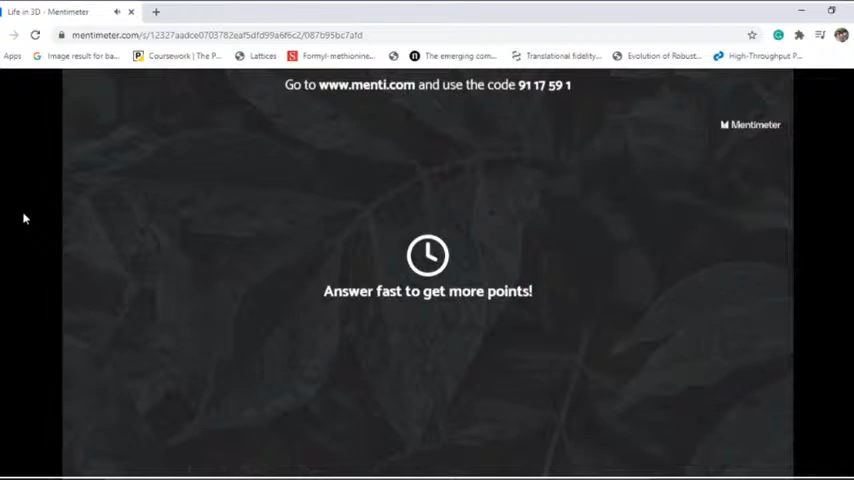 Life in 3D - Mentimeter
mentimeter.com/s/12327aadce0703782eaf5dfd99a6f6c2/087b95bc7afd
Apps Image result for ba... Coursework | The P... Lattices Formyl-methionine... The emerging com... Translational fidelity... Evolution of Robust... High-Throughput P...
Go to www.menti.com and use the code 91 17 59 1
Mentimeter
Answer fast to get more points!